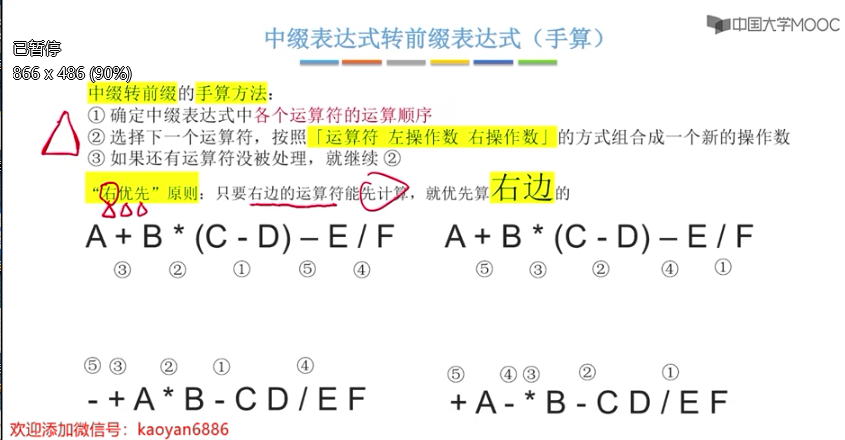 中国大学MOOC
中缀表达式转前缀表达式（手算）
已暂停
866 x 486 (90%)
中缀转前缀的手算方法：
① 确定中缀表达式中各个运算符的运算顺序
② 选择下一个运算符，按照「运算符 左操作数 右操作数」的方式组合成一个新的操作数
③ 如果还有运算符没被处理，就继续 ②
“右优先”原则：只要右边的运算符能先计算，就优先算右边的
A + B * (C - D) – E / F
③ ② ① ⑤ ④
A + B * (C - D) – E / F
⑤ ③ ② ④ ①
⑤ ③ ② ① ④
- + A * B - C D / E F
⑤ ④ ③ ② ①
+ A - * B - C D / E F
欢迎添加微信号：kaoyan6886